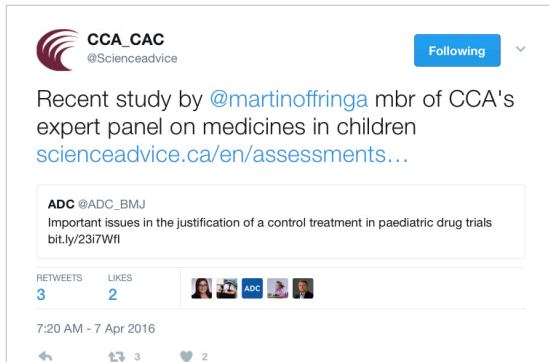 CCA_CAC
@Scienceadvice
Following
Recent study by @martinoffringa mbr of CCA's
expert panel on medicines in children
scienceadvice.ca/en/assessments…
ADC @ADC_BMJ
Important issues in the justification of a control treatment in paediatric drug trials
bit.ly/23i7WfI
RETWEETS LIKES
3 2
ADC
7:20 AM - 7 Apr 2016
3 2